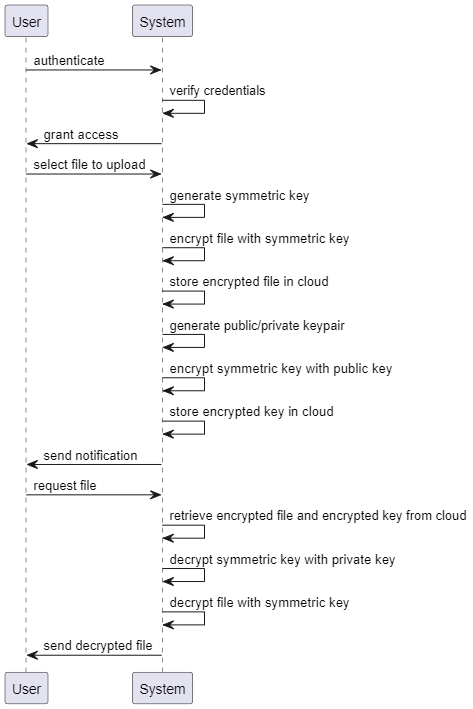 User System
authenticate
verify credentials
grant access
select file to upload
generate symmetric key
encrypt file with symmetric key
store encrypted file in cloud
generate public/private keypair
encrypt symmetric key with public key
store encrypted key in cloud
send notification
request file
retrieve encrypted file and encrypted key from cloud
decrypt symmetric key with private key
decrypt file with symmetric key
send decrypted file
User System